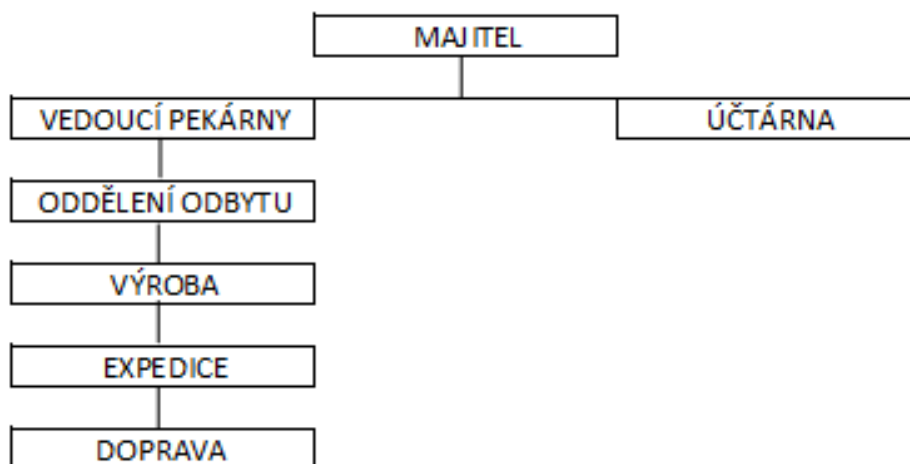 MAJITEL
VEDOUCÍ PEKÁRNY
ÚČTÁRNA
ODDĚLENÍ ODBYTU
VÝROBA
EXPEDICE
DOPRAVA